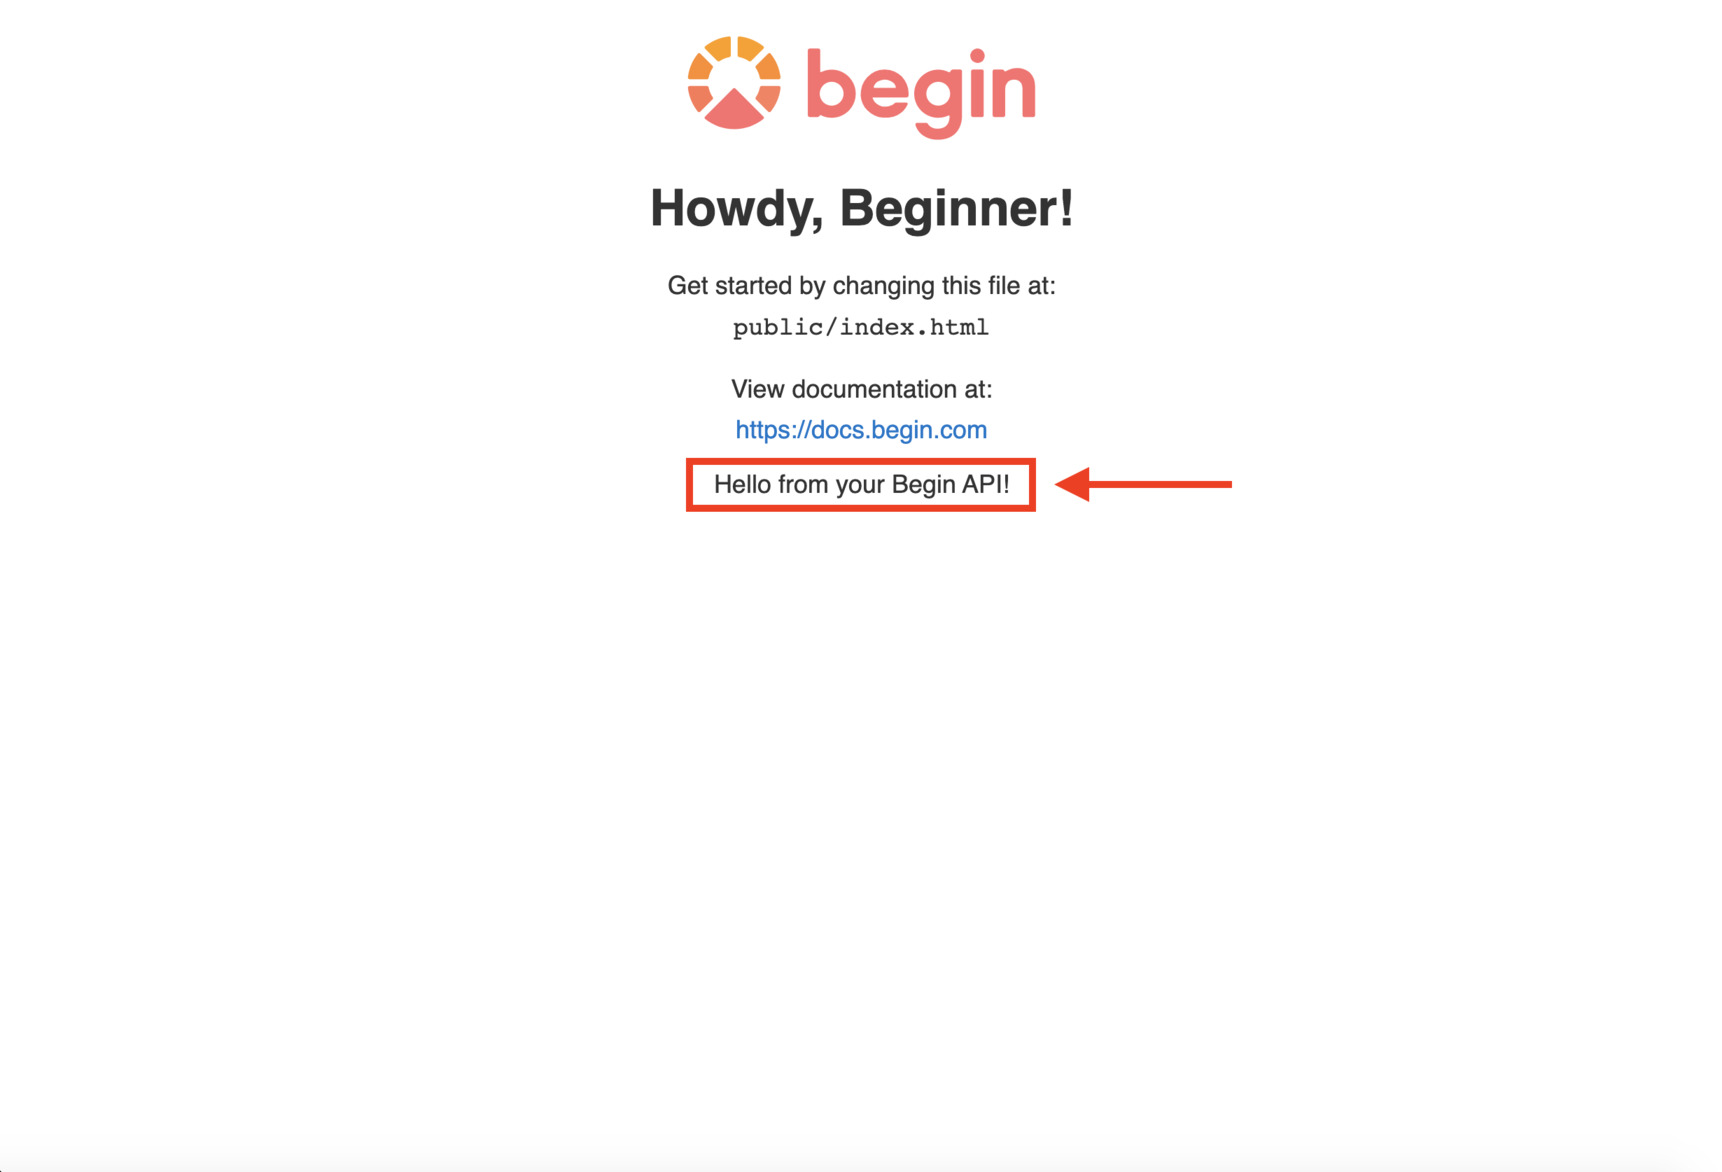 begin
Howdy, Beginner!
Get started by changing this file at:
public/index.html
View documentation at:
https://docs.begin.com
Hello from your Begin API!